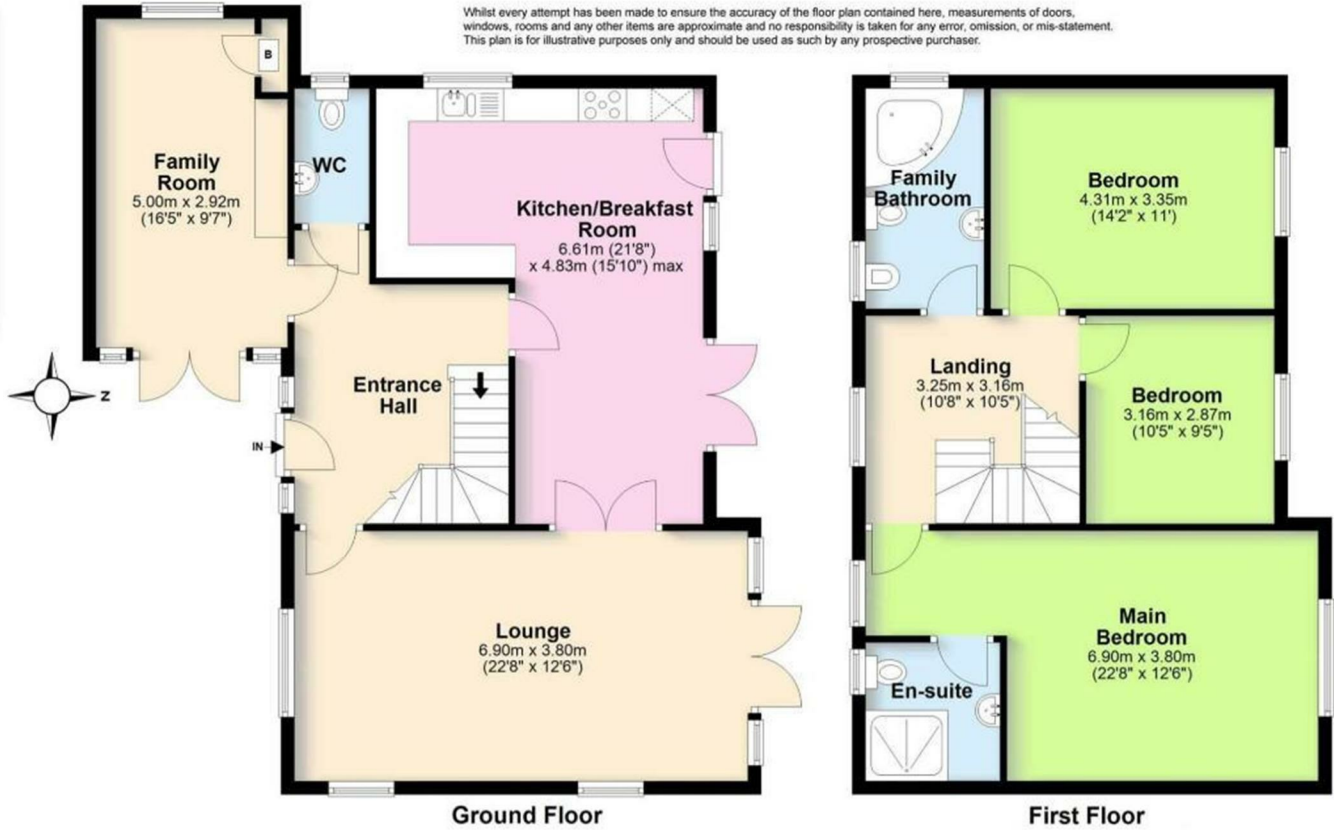 Whilst every attempt has been made to ensure the accuracy of the floor plan contained here, measurements of doors,
windows, rooms and any other items are approximate and no responsibility is taken for any error, omission, or mis-statement.
This plan is for illustrative purposes only and should be used as such by any prospective purchaser.
B
Family
Room
5.00m x 2.92m
(16'5" x 9'7")
WC
Kitchen/Breakfast
Room
6.61m (21'8")
x 4.83m (15'10") max
Entrance
Hall
Z
IN
Lounge
6.90m x 3.80m
(22'8" x 12'6")
Ground Floor
Family
Bathroom
Bedroom
4.31m x 3.35m
(14'2" x 11')
Landing
3.25m x 3.16m
(10'8" x 10'5")
Bedroom
3.16m x 2.87m
(10'5" x 9'5")
Main
Bedroom
6.90m x 3.80m
(22'8" x 12'6")
En-suite
First Floor